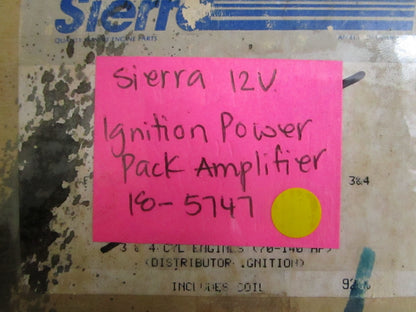 Sierra
Sierra 12V
Ignition Power
Pack Amplifier
18-5747
3&4
3 & 4 CYL ENGINES (70-140 HP)
(DISTRIBUTOR IGNITION)
INCLUDES COIL